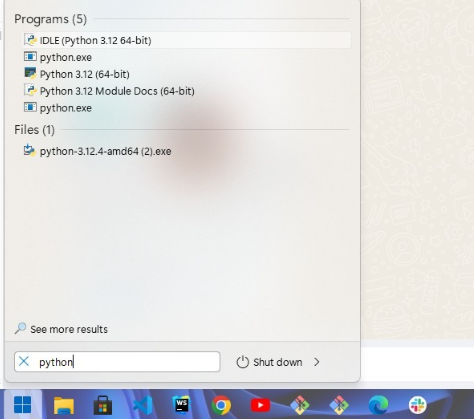 Programs (5)
IDLE (Python 3.12 64-bit)
python.exe
Python 3.12 (64-bit)
Python 3.12 Module Docs (64-bit)
python.exe
Files (1)
python-3.12.4-amd64 (2).exe
See more results
python
Shut down
WS